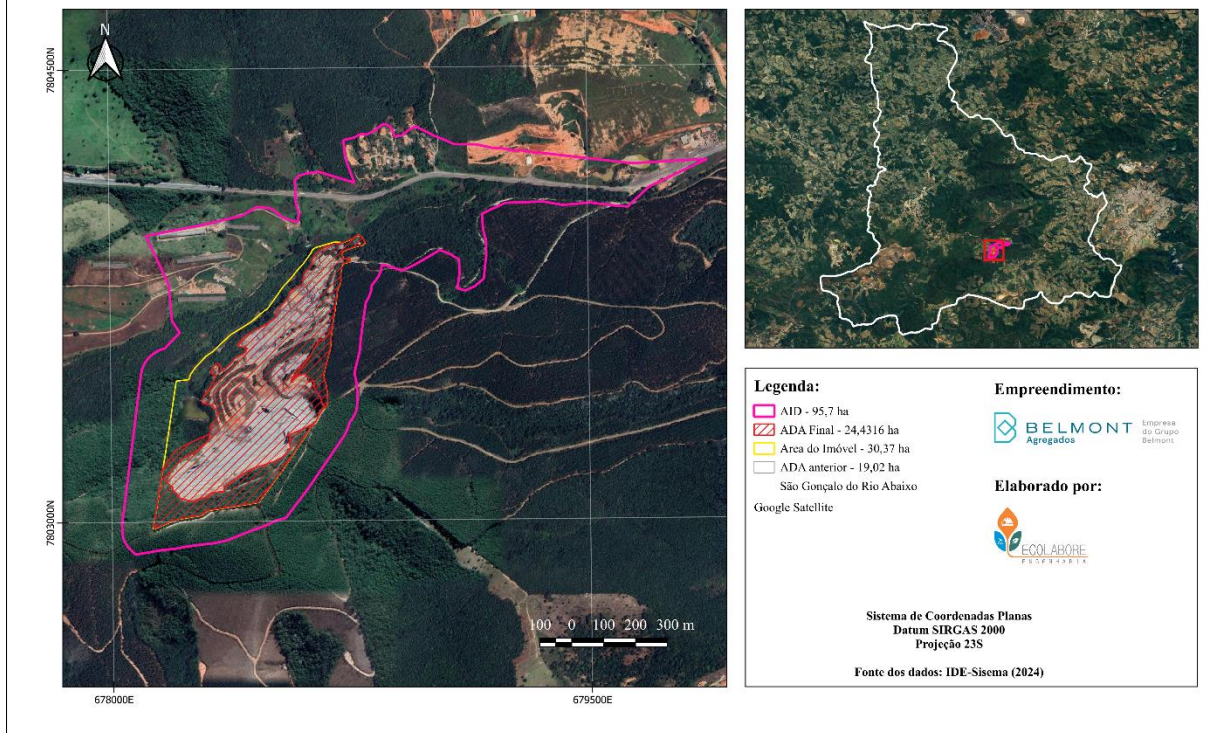 N
7804500N
7803000N
678000E
679500E
100 0 100 200 300 m
Legenda:
AID - 95,7 ha
ADA Final - 24,4316 ha
Area do Imóvel - 30,37 ha
ADA anterior - 19,02 ha
São Gonçalo do Rio Abaixo
Google Satellite
Empreendimento:
BELMONT
Agregados
Empresa
do Grupo
Belmont
Elaborado por:
ECOLABORE
ENGENHARIA
Sistema de Coordenadas Planas
Datum SIRGAS 2000
Projeção 23S
Fonte dos dados: IDE-Sisema (2024)